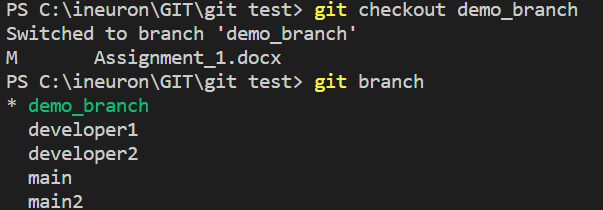 PS C:\ineuron\GIT\git test> git checkout demo_branch
Switched to branch 'demo_branch'
M       Assignment_1.docx
PS C:\ineuron\GIT\git test> git branch
* demo_branch
  developer1
  developer2
  main
  main2